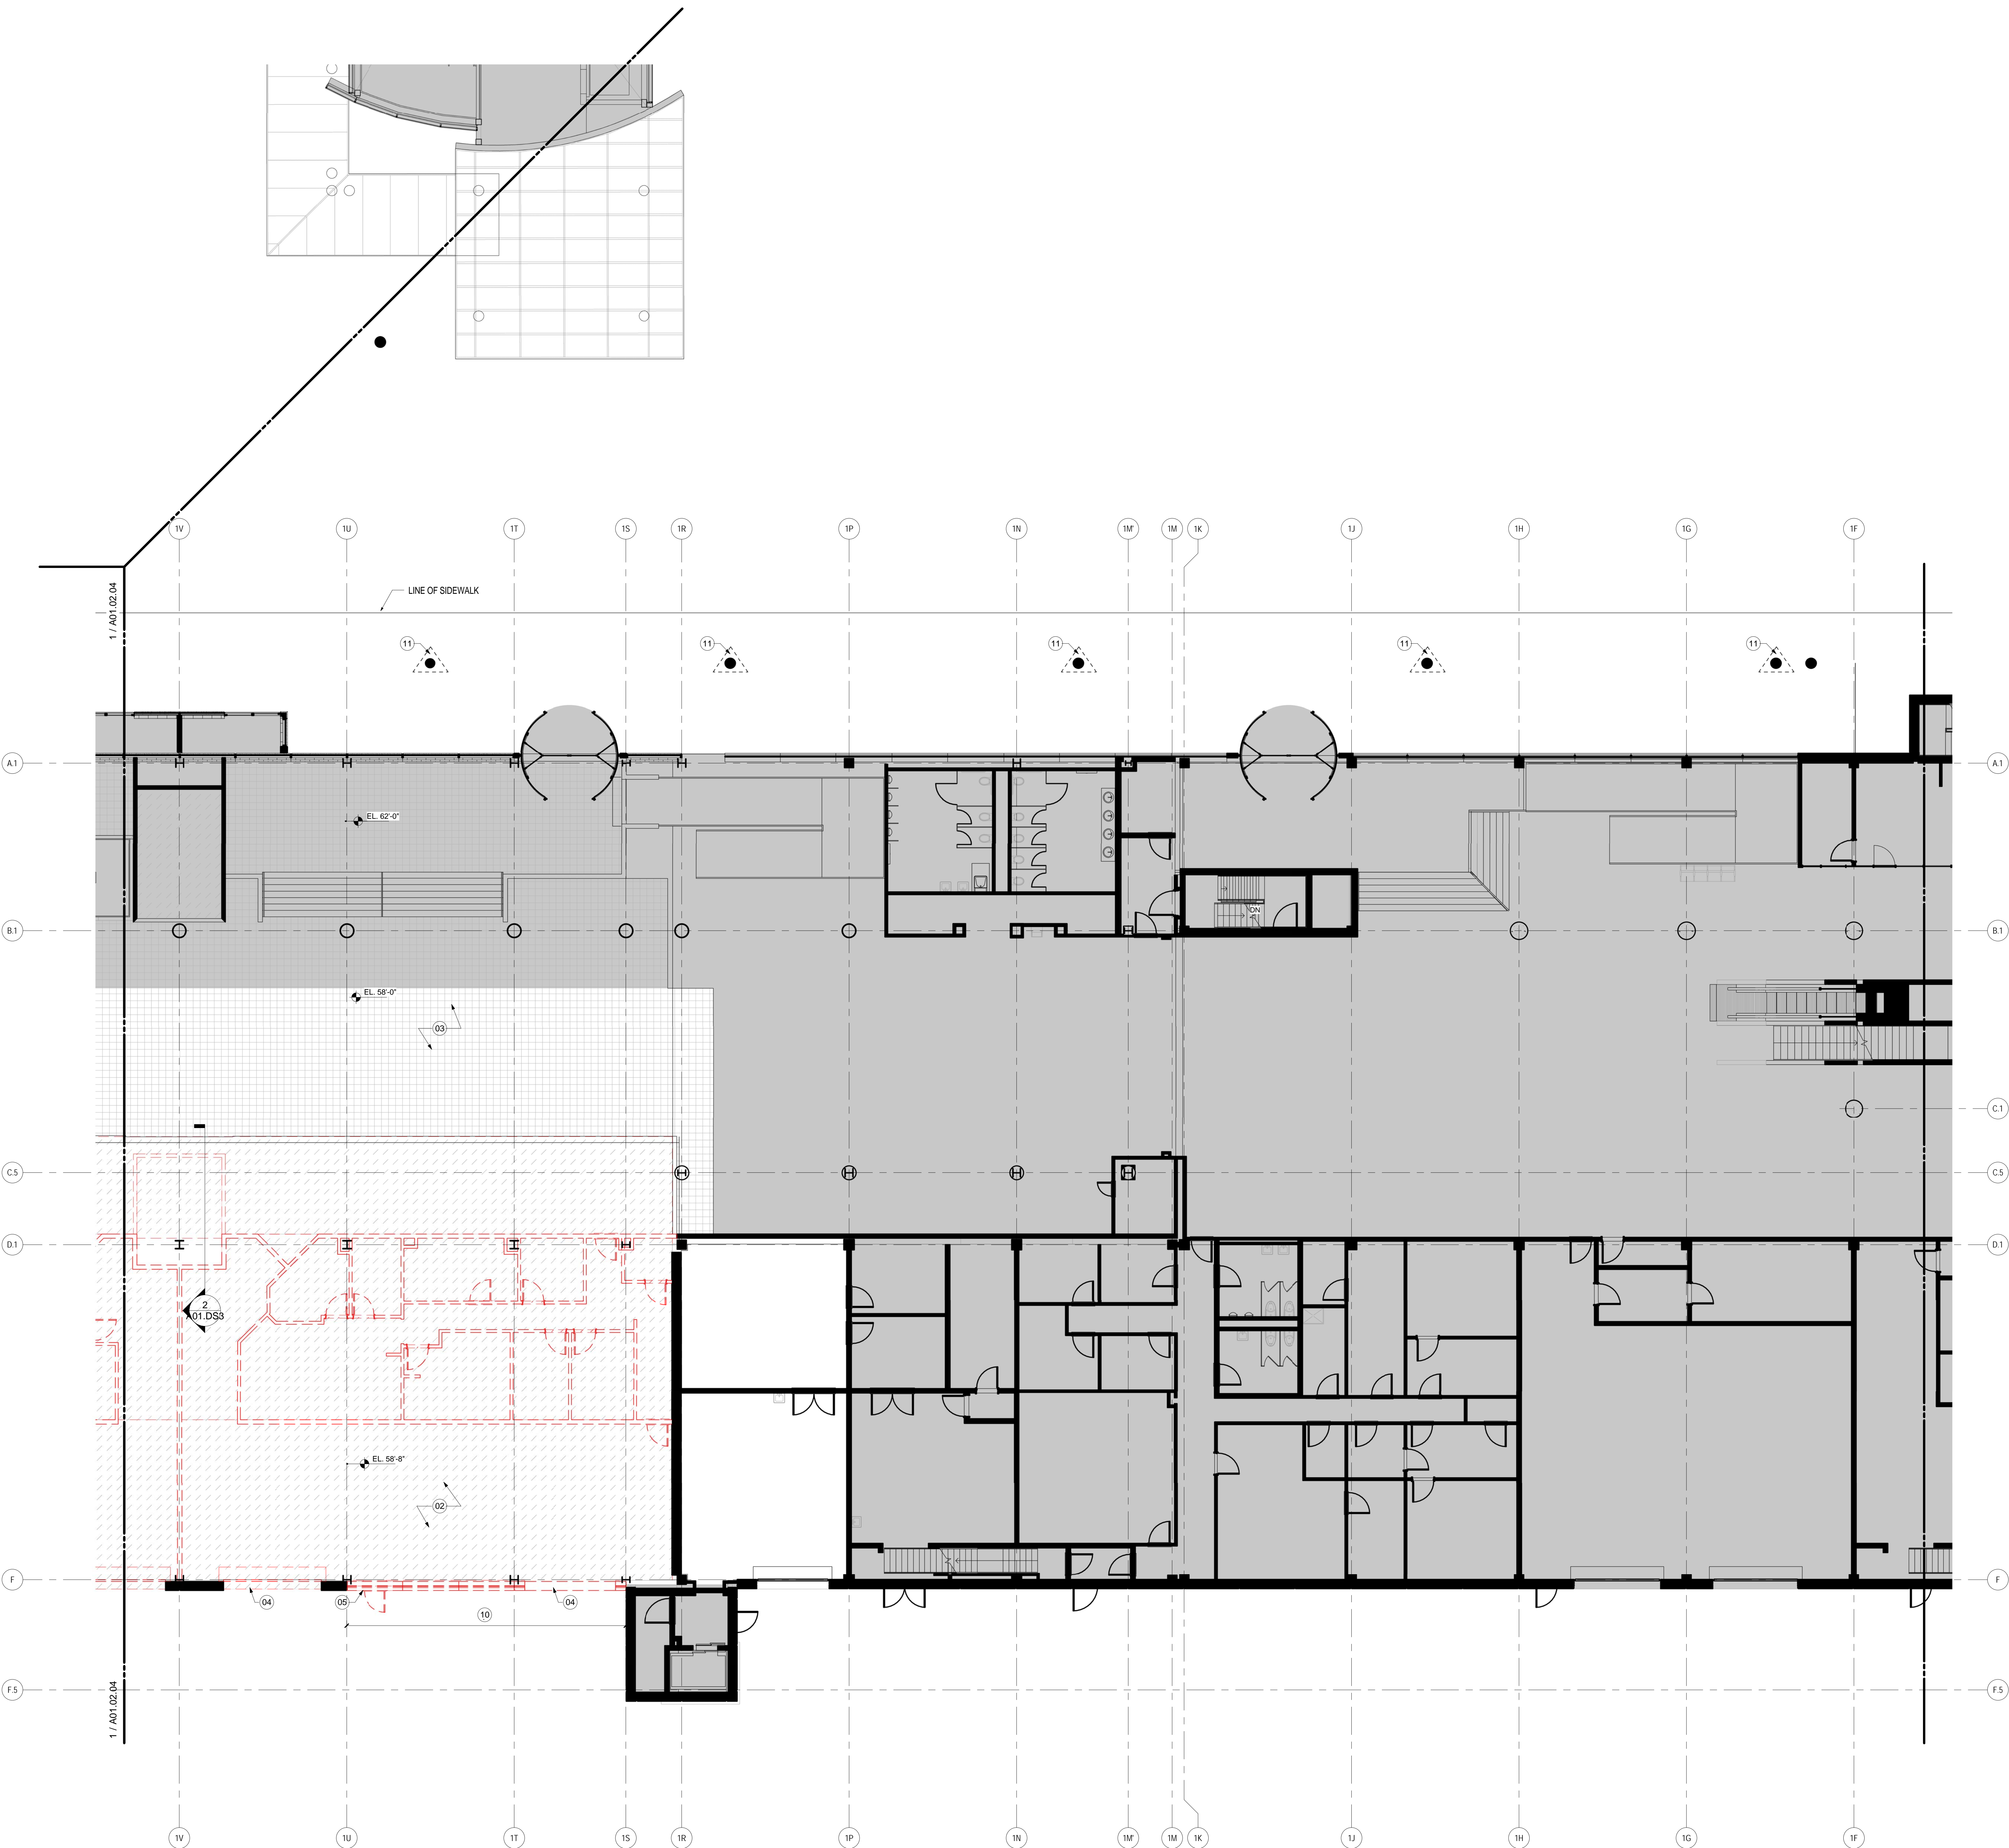 1V
1U
1T
1S
1R
1P
1N
1M'
1M
1K
1J
1H
1G
1F
1 / A01.02.04
LINE OF SIDEWALK
11
11
11
11
11
A.1
A.1
EL. 62'-0"
DN
B.1
B.1
EL. 58'-0"
03
C.1
C.5
C.5
D.1
D.1
2
A01.DS3
EL. 58'-8"
02
F
F
04
05
10
04
F.5
F.5
1 / A01.02.04
1V
1U
1T
1S
1R
1P
1N
1M'
1M
1K
1J
1H
1G
1F